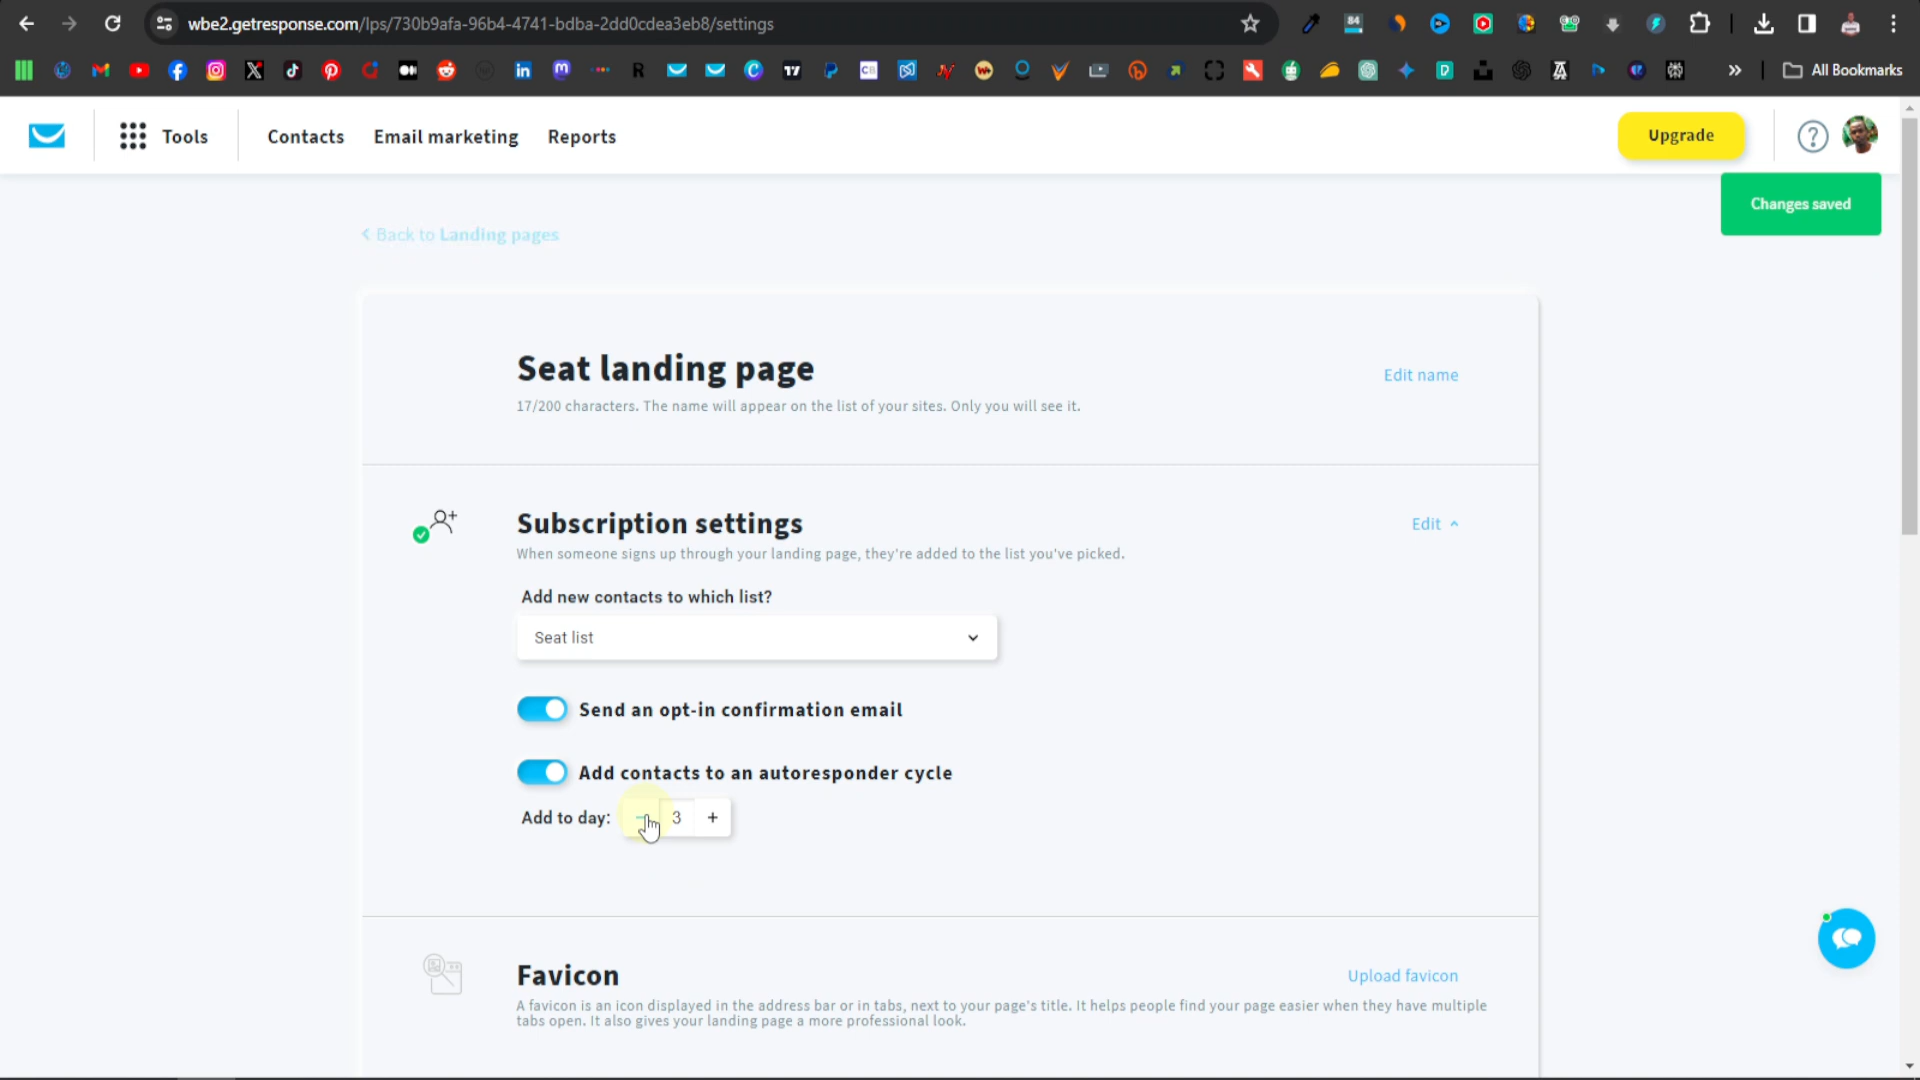 wbe2.getresponse.com/lps/730b9afa-96b4-4741-bdba-2dd0cdea3eb8/settings
84
All Bookmarks
Tools
Contacts
Email marketing
Reports
Upgrade
Changes saved
Back to Landing pages
Seat landing page
Edit name
17/200 characters. The name will appear on the list of your sites. Only you will see it.
Subscription settings
Edit
When someone signs up through your landing page, they're added to the list you've picked.
Add new contacts to which list?
Seat list
Send an opt-in confirmation email
Add contacts to an autoresponder cycle
Add to day: - 3 +
Favicon
Upload favicon
A favicon is an icon displayed in the address bar or in tabs, next to your page's title. It helps people find your page easier when they have multiple
tabs open. It also gives your landing page a more professional look.